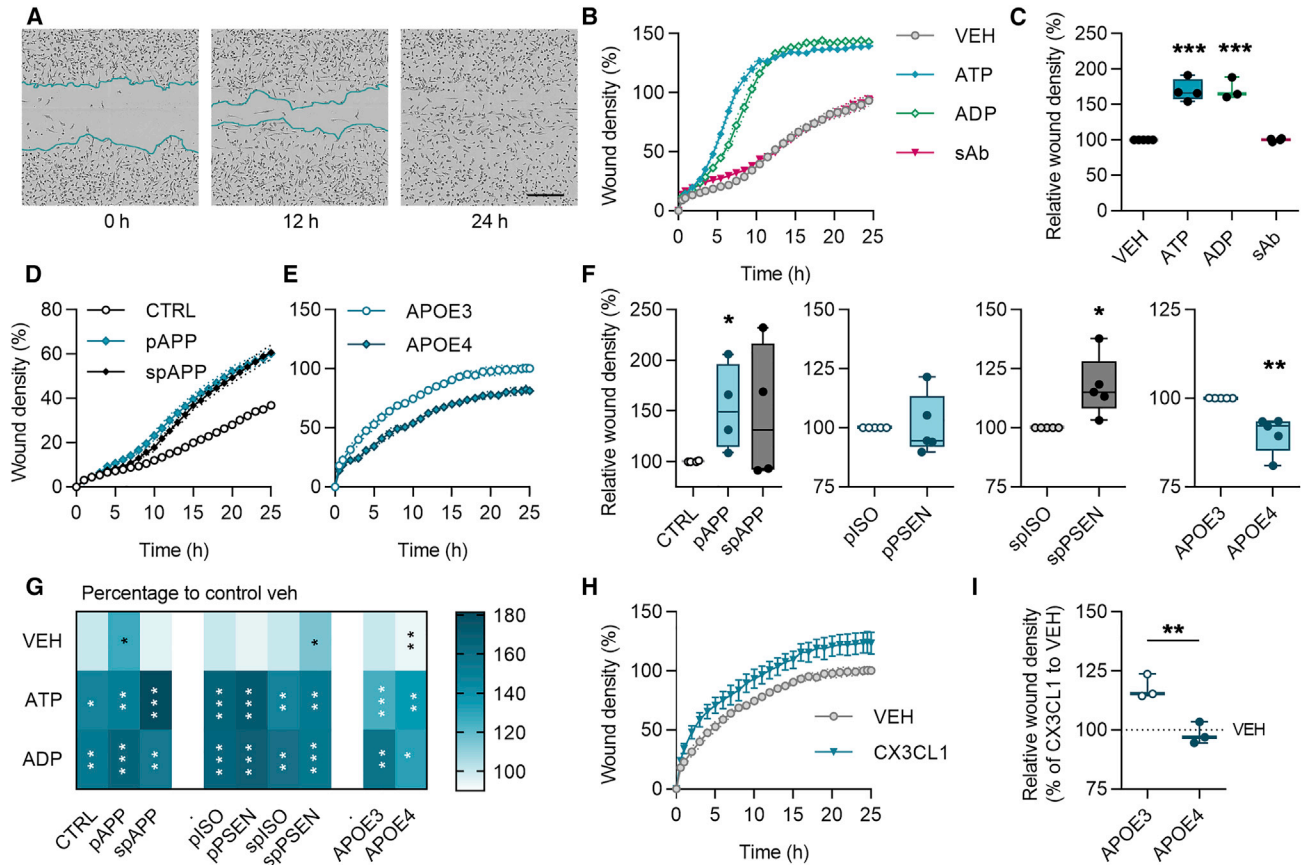 A
0 h
12 h
24 h
B
Wound density (%)
150
100
50
0
0 5 10 15 20 25
Time (h)
VEH
ATP
ADP
sAb
C
Relative wound density (%)
250
200
150
100
50
0
*** ***
VEH ATP ADP sAb
D
Wound density (%)
80
60
40
20
0
0 5 10 15 20 25
Time (h)
CTRL
pAPP
spAPP
E
150
100
50
0
0 5 10 15 20 25
Time (h)
APOE3
APOE4
F
Relative wound density (%)
250
200
150
100
*
CTRL pAPP spAPP
125
100
75
pISO pPSEN
125
100
75
*
spISO spPSEN
125
100
75
**
APOE3 APOE4
G
Percentage to control veh
VEH * * **
ATP * ** *** *** *** ** *** *** **
ADP ** *** ** *** *** ** *** ** *
CTRL pAPP spAPP . pISO pPSEN spISO spPSEN . APOE3 APOE4
180
160
140
120
100
H
Wound density (%)
150
100
50
0
0 5 10 15 20 25
Time (h)
VEH
CX3CL1
I
Relative wound density
(% of CX3CL1 to VEH)
150
125
100
75
**
VEH
APOE3 APOE4